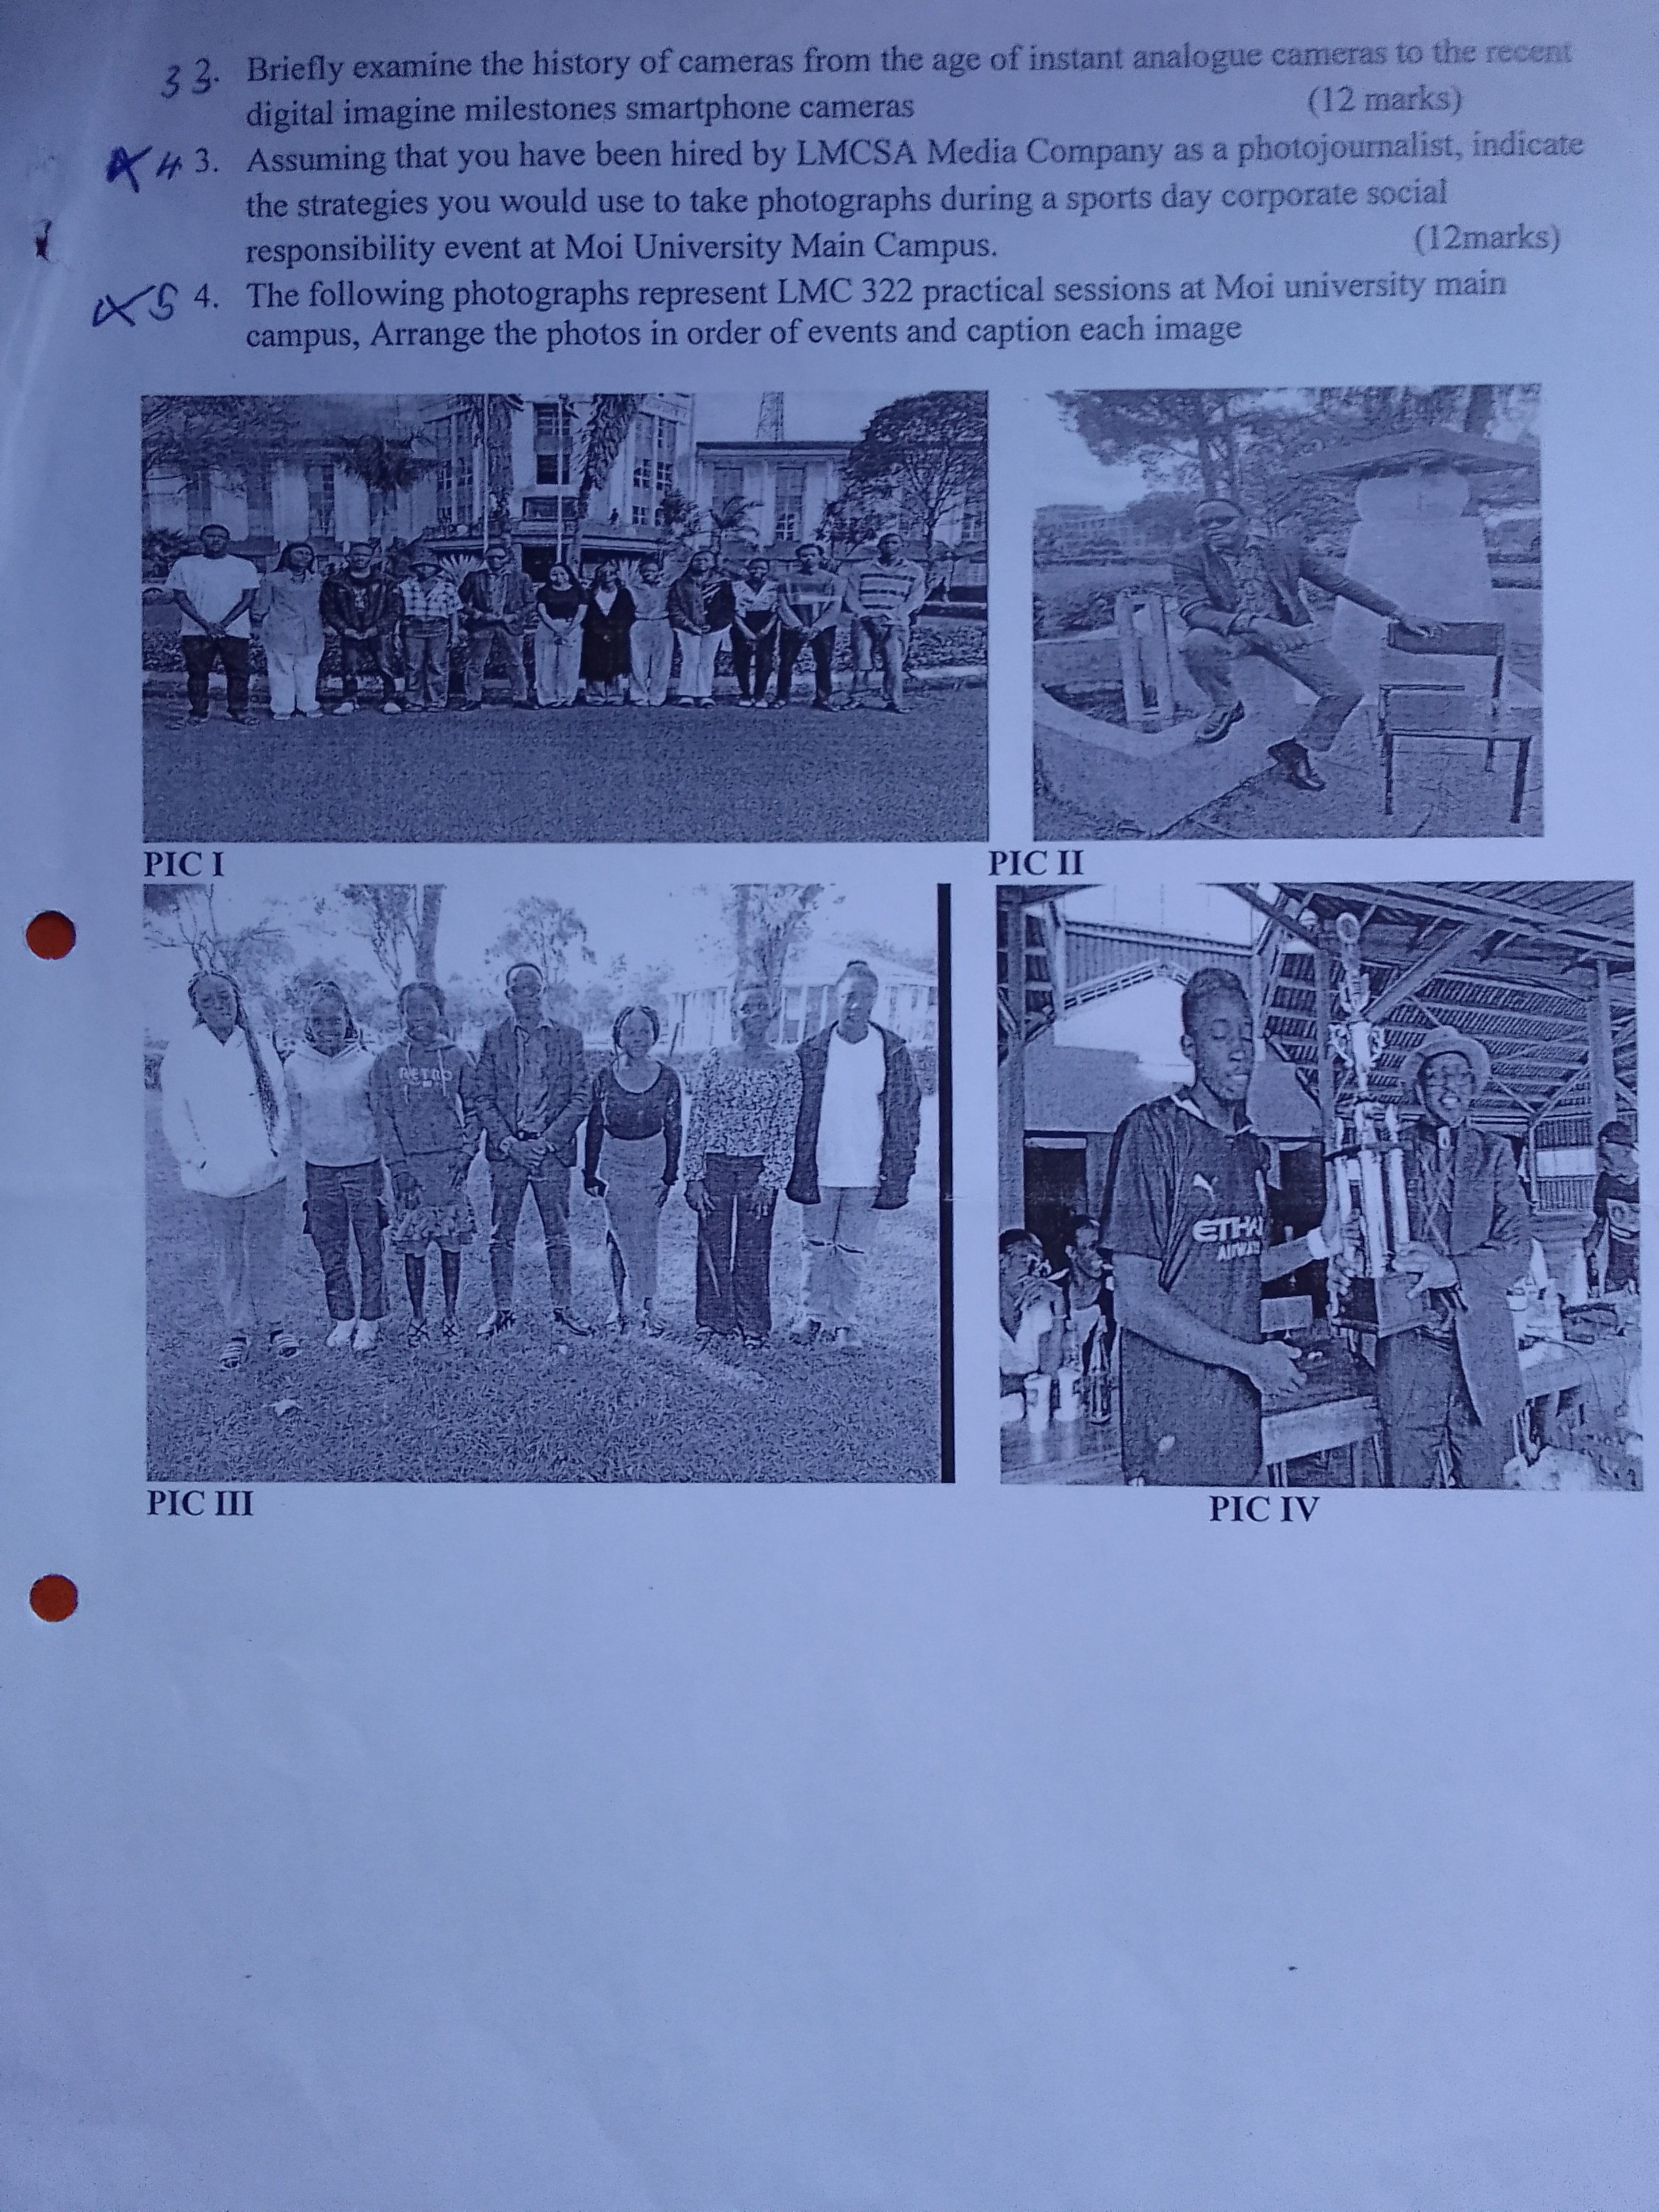 33. Briefly examine the history of cameras from the age of instant analogue cameras to the recent
digital imagine milestones smartphone cameras (12 marks)
4 3. Assuming that you have been hired by LMCSA Media Company as a photojournalist, indicate
the strategies you would use to take photographs during a sports day corporate social
responsibility event at Moi University Main Campus. (12marks)
5 4. The following photographs represent LMC 322 practical sessions at Moi university main
campus, Arrange the photos in order of events and caption each image
PIC I
PIC II
RETRO
ETIHA
AIRWA
PIC III
PIC IV